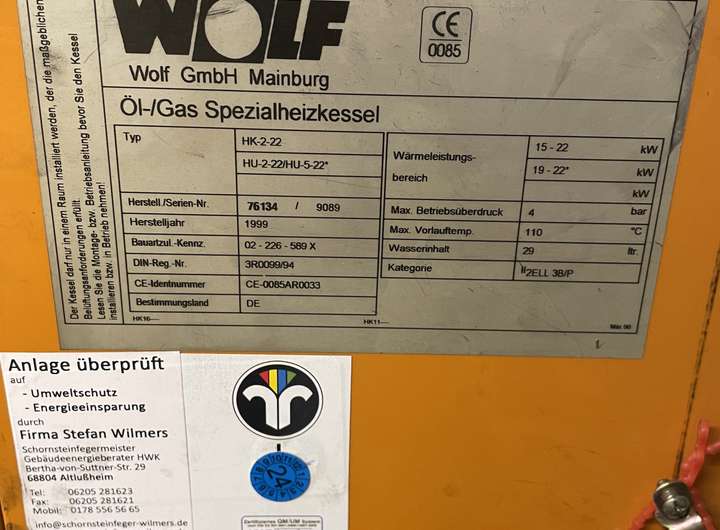 WOLF
CE
0085
Wolf GmbH Mainburg
Öl-/Gas Spezialheizkessel
Der Kessel darf nur in einem Raum installiert werden, der die maßgeblichen
Belüftungsanforderungen erfüllt.
Lesen Sie die Montage- bzw. Betriebsanleitung bevor Sie den Kessel
installieren bzw. in Betrieb nehmen!
Typ HK-2-22
HU-2-22/HU-5-22*
Herstell./Serien-Nr. 76134 / 9089
Herstelljahr 1999
Bauartzul.-Kennz. 02 - 226 - 589 X
DIN-Reg.-Nr. 3R0099/94
CE-Identnummer CE-0085AR0033
Bestimmungsland DE
Wärmeleistungs-
bereich
15 - 22 kW
19 - 22* kW
kW
Max. Betriebsüberdruck 4 bar
Max. Vorlauftemp. 110 °C
Wasserinhalt 29 ltr.
Kategorie II2ELL 3B/P
Anlage überprüft
auf
- Umweltschutz
- Energieeinsparung
durch
Firma Stefan Wilmers
Schornsteinfegermeister
Gebäudeenergieberater HWK
Bertha-von-Suttner-Str. 29
68804 Altlußheim
Tel: 06205 281623
Fax: 06205 281621
Mobil: 0178 556 56 65
info@schornsteinfeger-wilmers.de
24
Zertifiziertes QM/UM System